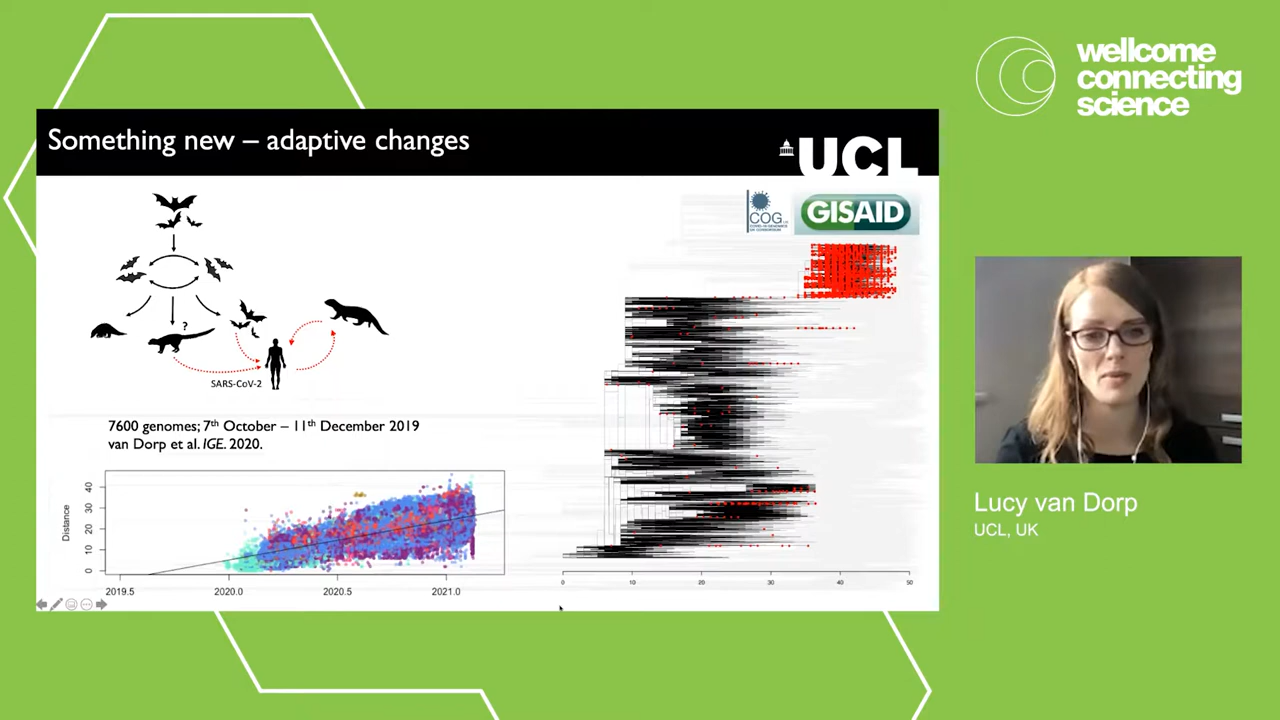 wellcome
connecting
science
Something new – adaptive changes
UCL
COG
GISAID
?
SARS-CoV-2
7600 genomes; 7th October – 11th December 2019
van Dorp et al. IGE. 2020.
Distance
40
30
20
10
0
2019.5
2020.0
2020.5
2021.0
0
10
20
30
40
50
Lucy van Dorp
UCL, UK